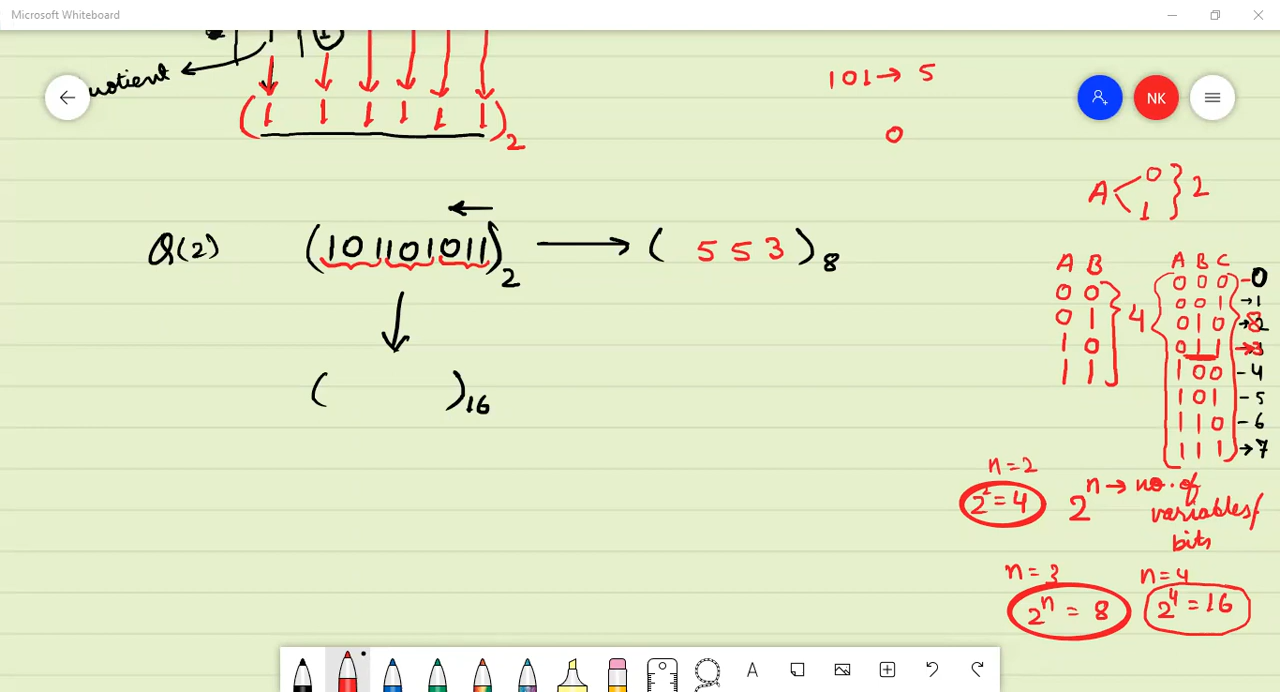 Microsoft Whiteboard
uotient
(1 1 1 1 1 1)2
101 → 5
0
NK
A 0 1 } 2
Q(2) (101101011)2 → (553)8
( )16
A B
0 0
0 1
1 0
1 1
4
A B C
0 0 0 - 0
0 0 1 → 1
0 1 0 → 2
0 1 1 → 3
1 0 0 - 4
1 0 1 - 5
1 1 0 - 6
1 1 1 → 7
8
n = 2
2² = 4
2ⁿ → no. of
variables/
bits
n = 3
2ⁿ = 8
n = 4
2⁴ = 16
A